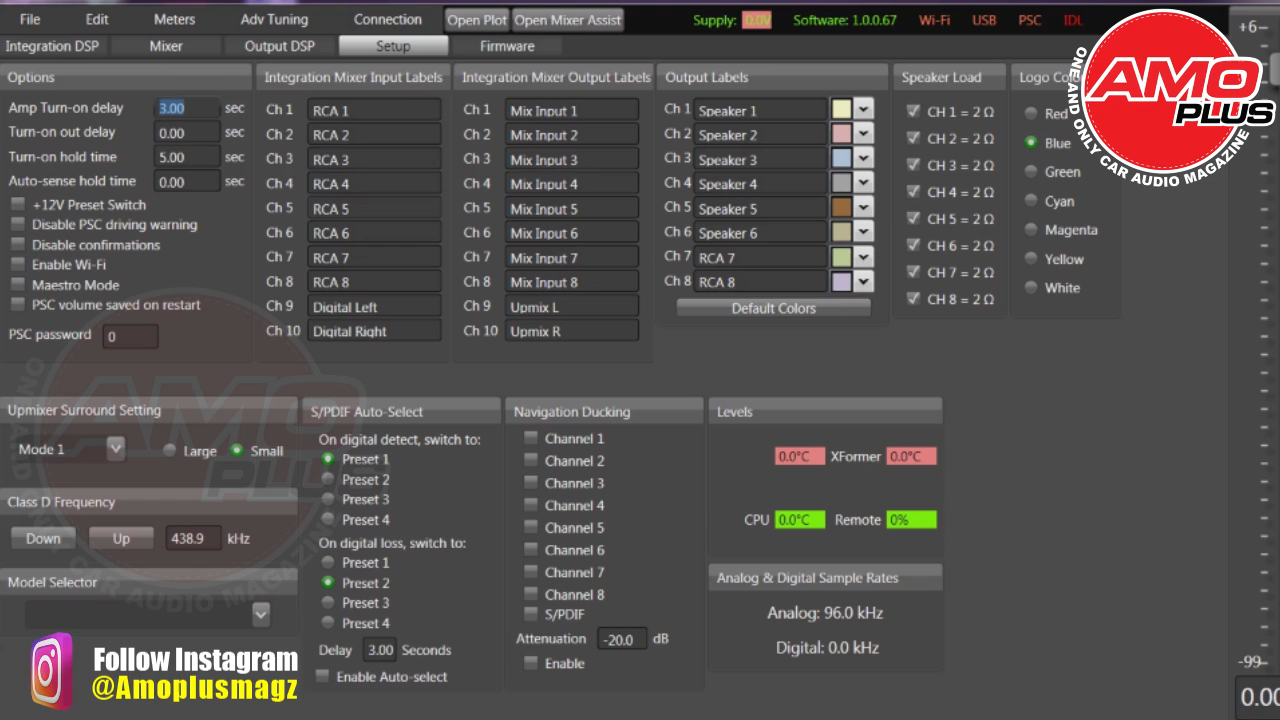 File Edit Meters Adv Tuning Connection Open Plot Open Mixer Assist Supply: 0.0V Software: 1.0.0.67 Wi-Fi USB PSC IDL
Integration DSP Mixer Output DSP Setup Firmware
Options
Amp Turn-on delay 3.00 sec
Turn-on out delay 0.00 sec
Turn-on hold time 5.00 sec
Auto-sense hold time 0.00 sec
+12V Preset Switch
Disable PSC driving warning
Disable confirmations
Enable Wi-Fi
Maestro Mode
PSC volume saved on restart
PSC password 0
Integration Mixer Input Labels
Ch 1 RCA 1
Ch 2 RCA 2
Ch 3 RCA 3
Ch 4 RCA 4
Ch 5 RCA 5
Ch 6 RCA 6
Ch 7 RCA 7
Ch 8 RCA 8
Ch 9 Digital Left
Ch 10 Digital Right
Integration Mixer Output Labels
Ch 1 Mix Input 1
Ch 2 Mix Input 2
Ch 3 Mix Input 3
Ch 4 Mix Input 4
Ch 5 Mix Input 5
Ch 6 Mix Input 6
Ch 7 Mix Input 7
Ch 8 Mix Input 8
Ch 9 Upmix L
Ch 10 Upmix R
Output Labels
Ch 1 Speaker 1
Ch 2 Speaker 2
Ch 3 Speaker 3
Ch 4 Speaker 4
Ch 5 Speaker 5
Ch 6 Speaker 6
Ch 7 RCA 7
Ch 8 RCA 8
Default Colors
Speaker Load
CH 1 = 2 Ω
CH 2 = 2 Ω
CH 3 = 2 Ω
CH 4 = 2 Ω
CH 5 = 2 Ω
CH 6 = 2 Ω
CH 7 = 2 Ω
CH 8 = 2 Ω
Logo
Red
Blue
Green
Cyan
Magenta
Yellow
White
AMO
PLUS
ONE AND ONLY CAR AUDIO MAGAZINE
+6
-99
0.00
Upmixer Surround Setting
Mode 1 Large Small
Class D Frequency
Down Up 438.9 kHz
Model Selector
S/PDIF Auto-Select
On digital detect, switch to:
Preset 1
Preset 2
Preset 3
Preset 4
On digital loss, switch to:
Preset 1
Preset 2
Preset 3
Preset 4
Delay 3.00 Seconds
Enable Auto-select
Navigation Ducking
Channel 1
Channel 2
Channel 3
Channel 4
Channel 5
Channel 6
Channel 7
Channel 8
S/PDIF
Attenuation -20.0 dB
Enable
Levels
0.0°C XFormer 0.0°C
CPU 0.0°C Remote 0%
Analog & Digital Sample Rates
Analog: 96.0 kHz
Digital: 0.0 kHz
AMO
PLUS
CAR AUDIO MAGAZINE
Follow Instagram
@Amoplusmagz